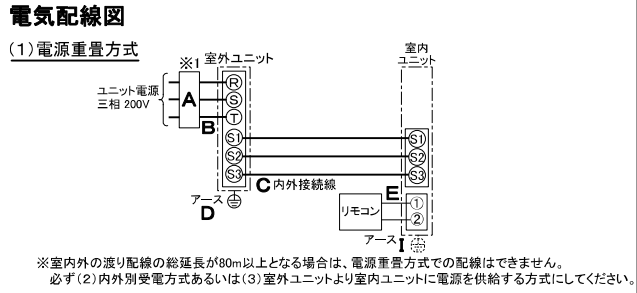 電気配線図
(1)電源重畳方式
※1
室外ユニット
室内
ユニット
ユニット電源
三相 200V
A
B
R
S
T
S1
S2
S3
S1
S2
S3
C 内外接続線
アース
D
E
リモコン
①
②
アース I
※室内外の渡り配線の総延長が80m以上となる場合は、電源重畳方式での配線はできません。
必ず(2)内外別受電方式あるいは(3)室外ユニットより室内ユニットに電源を供給する方式にしてください。